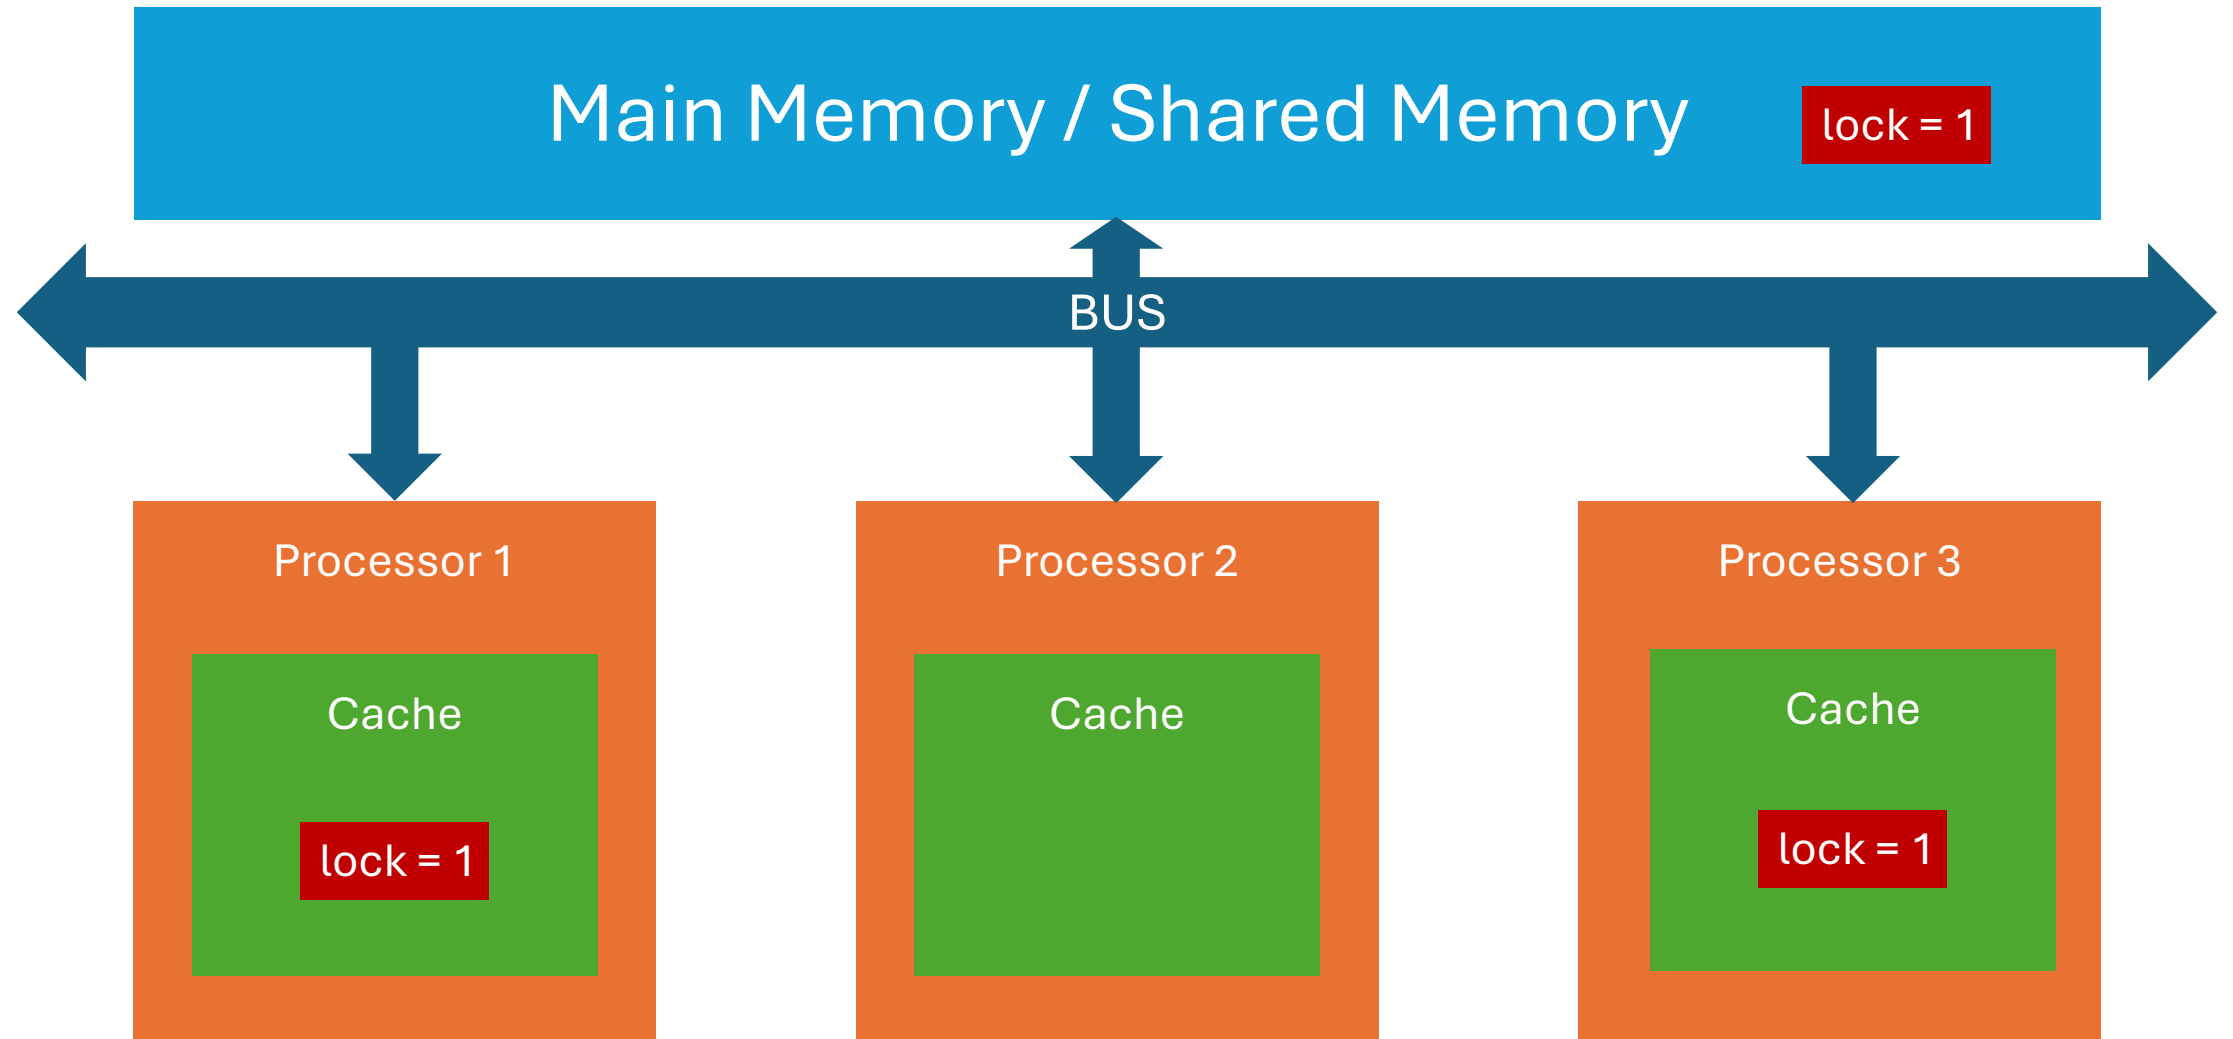 Main Memory / Shared Memory
lock = 1
BUS
Processor 1
Cache
lock = 1
Processor 2
Cache
Processor 3
Cache
lock = 1